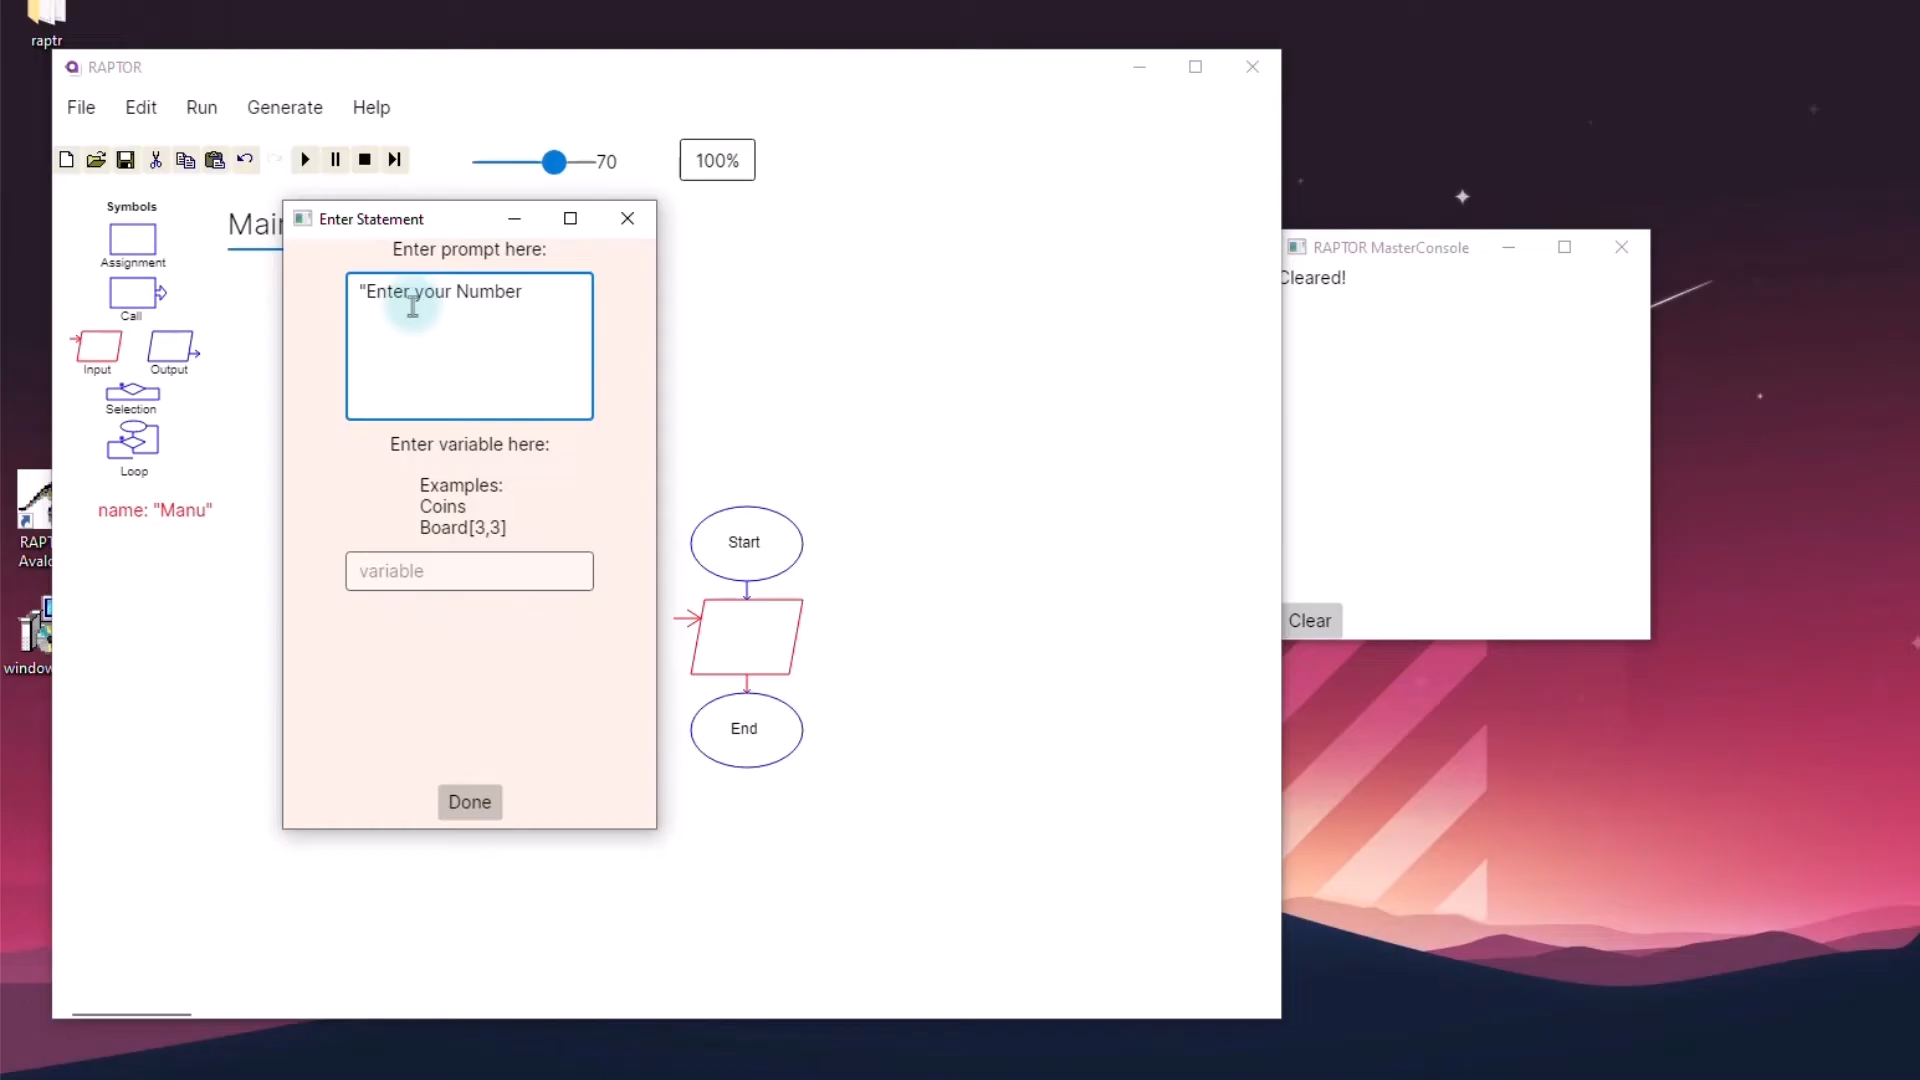 raptr
RAPTOR
File Edit Run Generate Help
70
100%
Symbols
Assignment
Call
Input Output
Selection
Loop
name: "Manu"
Enter Statement
Enter prompt here:
"Enter your Number
Enter variable here:
Examples:
Coins
Board[3,3]
variable
Done
Start
End
RAPTOR MasterConsole
Cleared!
Clear